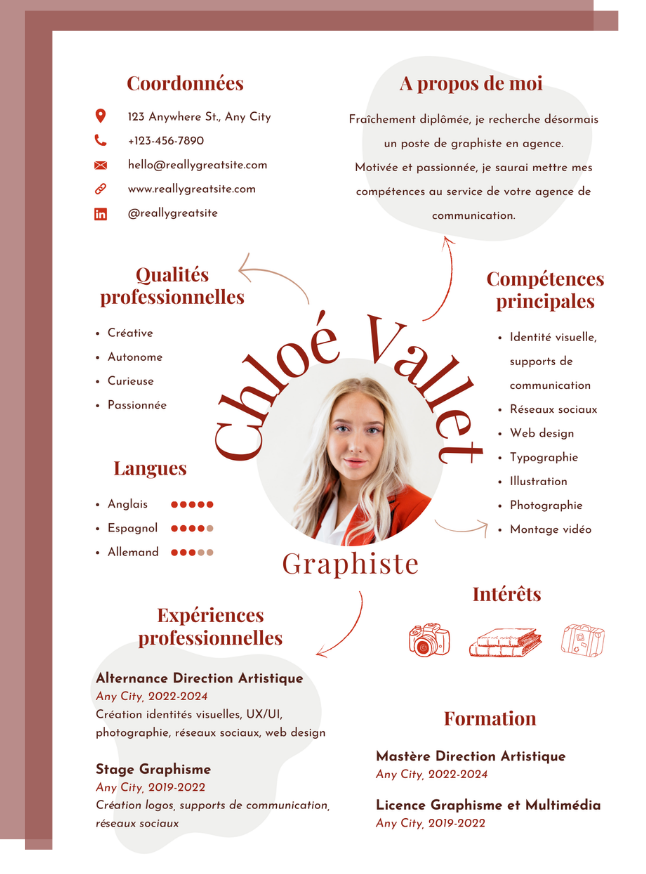 Coordonnées
123 Anywhere St., Any City
+123-456-7890
hello@reallygreatsite.com
www.reallygreatsite.com
@reallygreatsite
A propos de moi
Fraîchement diplômée, je recherche désormais
un poste de graphiste en agence.
Motivée et passionnée, je saurai mettre mes
compétences au service de votre agence de
communication.
Qualités
professionnelles
• Créative
• Autonome
• Curieuse
• Passionnée
Langues
• Anglais
• Espagnol
• Allemand
Chloé Vallet
Graphiste
Compétences
principales
• Identité visuelle,
supports de
communication
• Réseaux sociaux
• Web design
• Typographie
• Illustration
• Photographie
• Montage vidéo
Intérêts
Expériences
professionnelles
Alternance Direction Artistique
Any City, 2022-2024
Création identités visuelles, UX/UI,
photographie, réseaux sociaux, web design
Stage Graphisme
Any City, 2019-2022
Création logos, supports de communication,
réseaux sociaux
Formation
Mastère Direction Artistique
Any City, 2022-2024
Licence Graphisme et Multimédia
Any City, 2019-2022